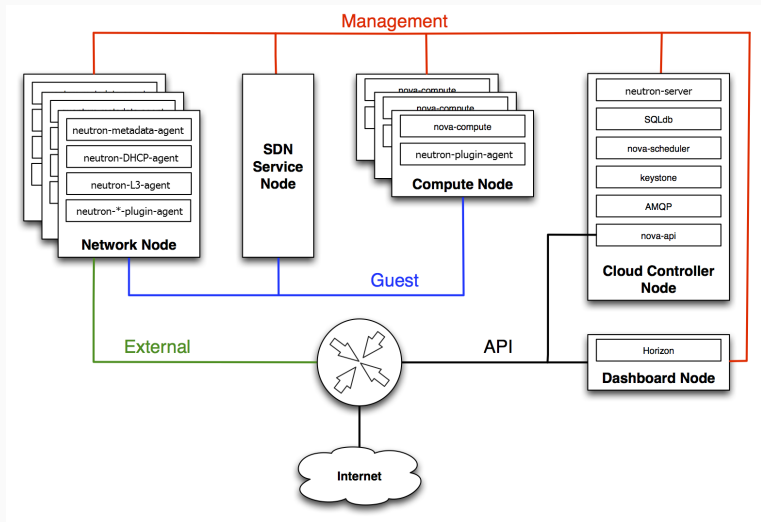 Management
nova-compute
nova-compute
neutron-metadata-agent
neutron-DHCP-agent
neutron-L3-agent
neutron-*-plugin-agent
Network Node
SDN
Service
Node
nova-compute
neutron-plugin-agent
Compute Node
neutron-server
SQLdb
nova-scheduler
keystone
AMQP
nova-api
Cloud Controller
Node
Guest
External
API
Horizon
Dashboard Node
Internet